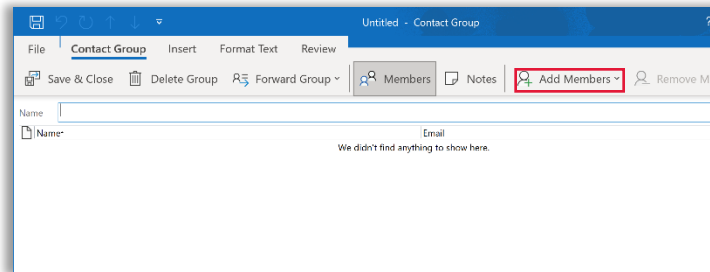 Untitled - Contact Group
File Contact Group Insert Format Text Review
Save & Close Delete Group Forward Group Members Notes Add Members Remove M
Name
Name Email
We didn't find anything to show here.